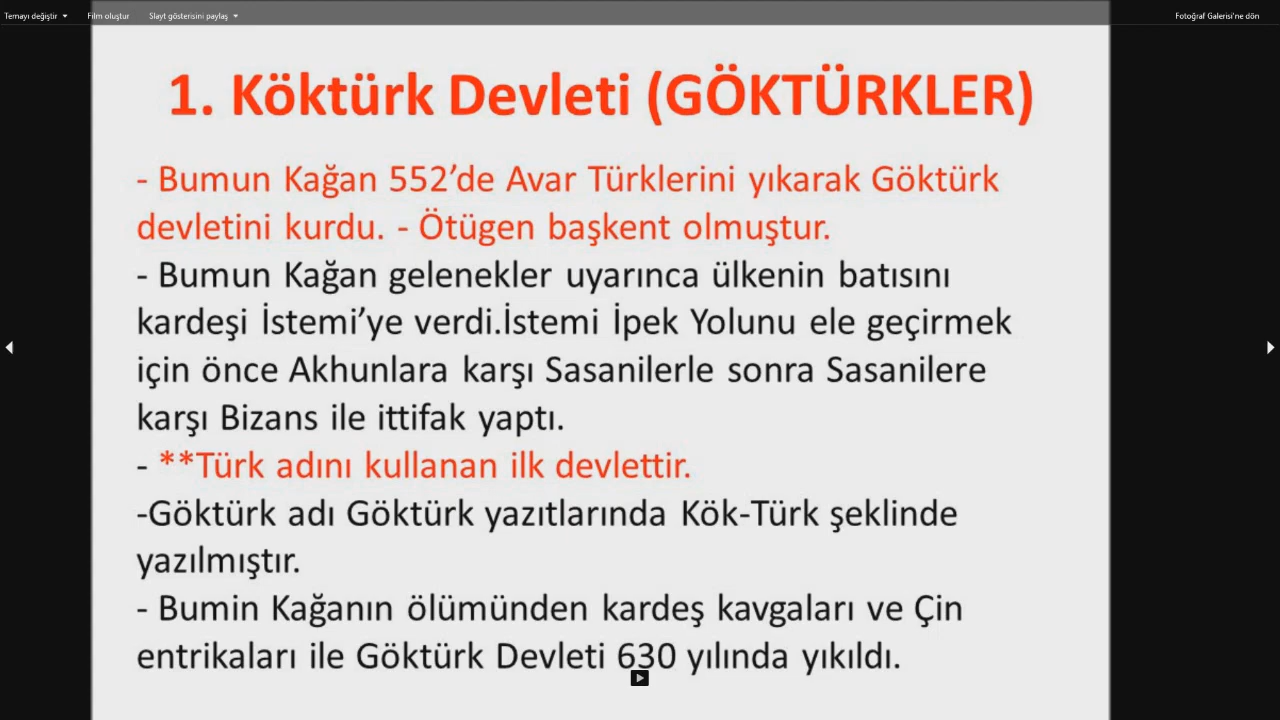 Temayı değiştir Film oluştur Slayt gösterisini paylaş Fotoğraf Galerisi'ne dön
1. Köktürk Devleti (GÖKTÜRKLER)
- Bumun Kağan 552’de Avar Türklerini yıkarak Göktürk
devletini kurdu. - Ötügen başkent olmuştur.
- Bumun Kağan gelenekler uyarınca ülkenin batısını
kardeşi İstemi’ye verdi.İstemi İpek Yolunu ele geçirmek
için önce Akhunlara karşı Sasanilerle sonra Sasanilere
karşı Bizans ile ittifak yaptı.
- **Türk adını kullanan ilk devlettir.
-Göktürk adı Göktürk yazıtlarında Kök-Türk şeklinde
yazılmıştır.
- Bumin Kağanın ölümünden kardeş kavgaları ve Çin
entrikaları ile Göktürk Devleti 630 yılında yıkıldı.